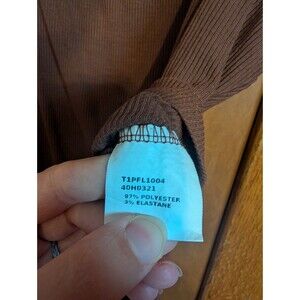 T1PFL1004
40H0321
97% POLYESTER
3% ELASTANE